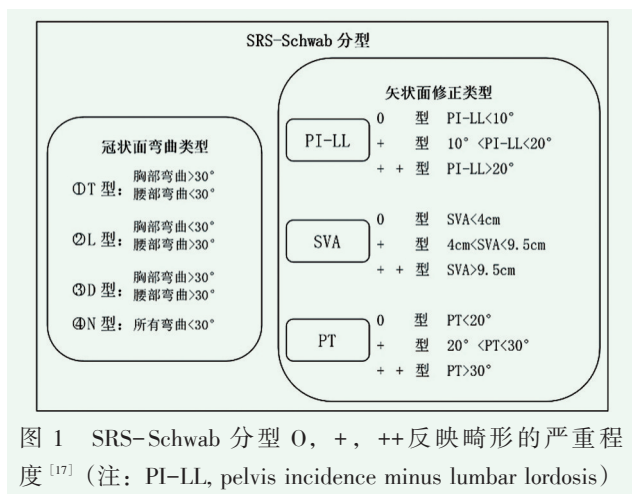 SRS-Schwab 分型
冠状面弯曲类型
①T 型：胸部弯曲>30°
腰部弯曲<30°
②L 型：胸部弯曲<30°
腰部弯曲>30°
③D 型：胸部弯曲>30°
腰部弯曲>30°
④N 型：所有弯曲<30°
矢状面修正类型
PI-LL
0 型 PI-LL<10°
+ 型 10° <PI-LL<20°
+ + 型 PI-LL>20°
SVA
0 型 SVA<4cm
+ 型 4cm<SVA<9.5cm
+ + 型 SVA>9.5cm
PT
0 型 PT<20°
+ 型 20° <PT<30°
+ + 型 PT>30°
图 1 SRS-Schwab 分型 O，+，++反映畸形的严重程
度[17]（注：PI-LL, pelvis incidence minus lumbar lordosis）